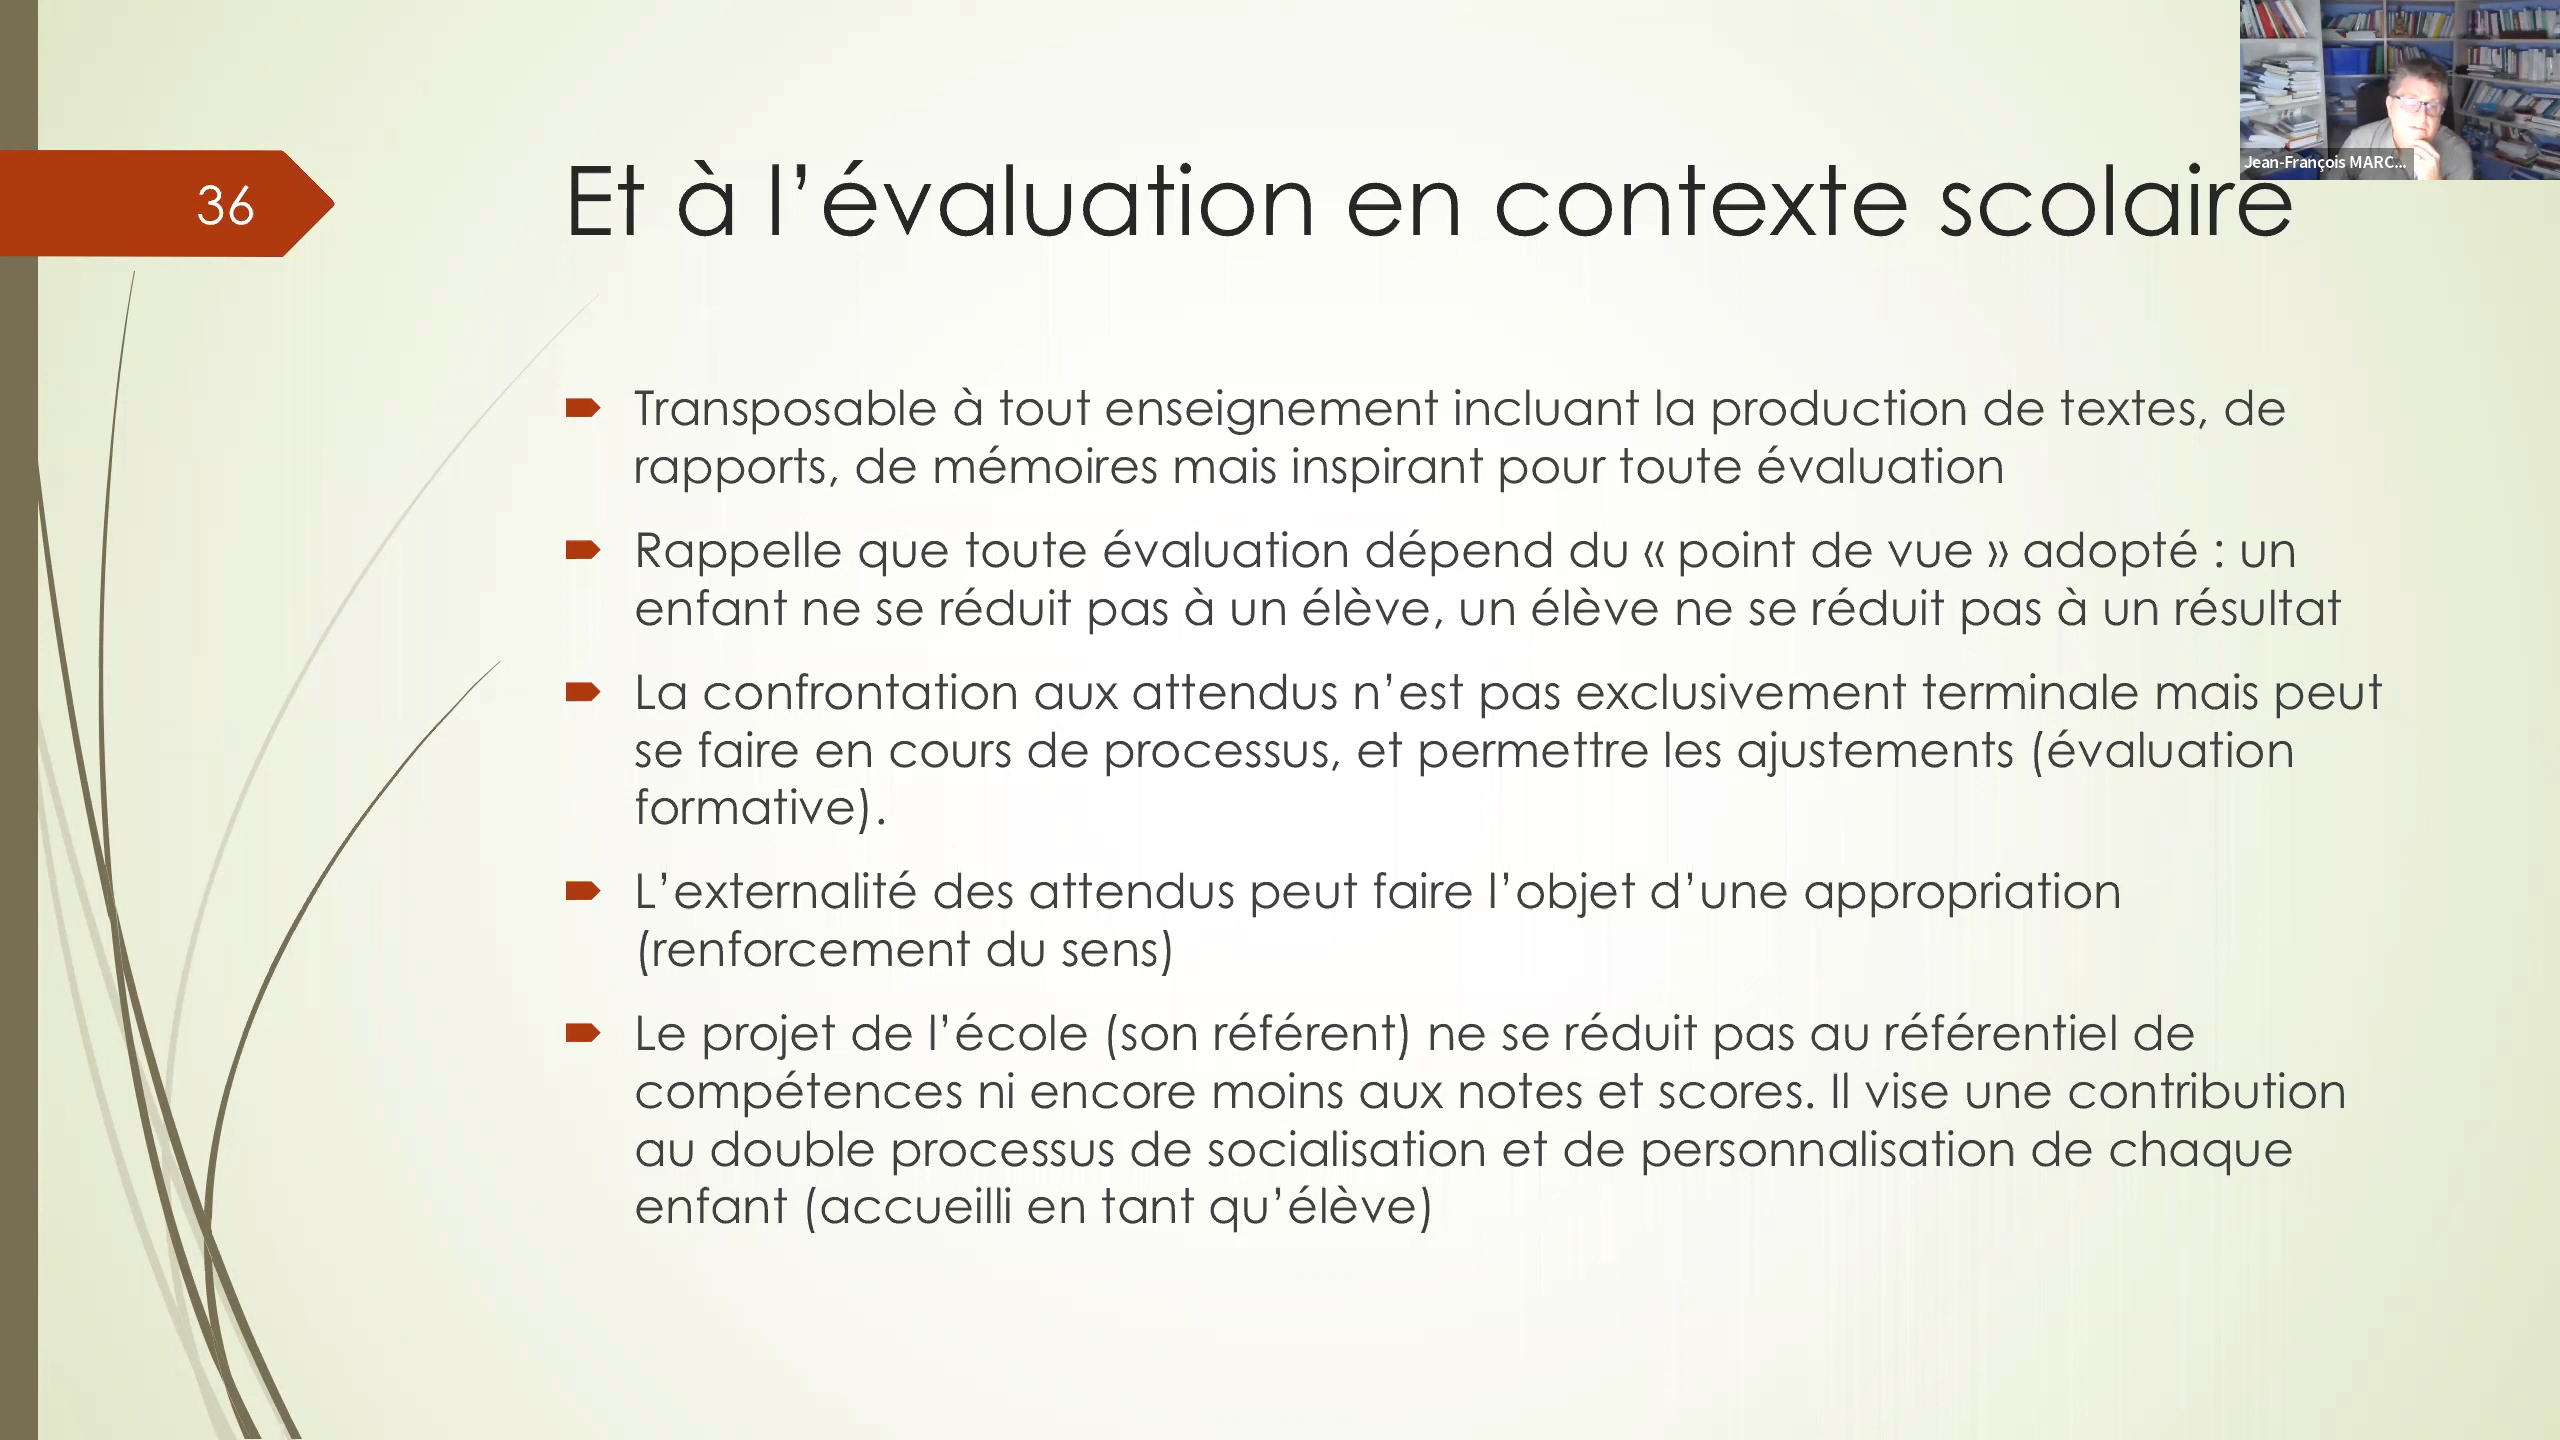 Jean-François MARC...
36
Et à l’évaluation en contexte scolaire
Transposable à tout enseignement incluant la production de textes, de
rapports, de mémoires mais inspirant pour toute évaluation
Rappelle que toute évaluation dépend du « point de vue » adopté : un
enfant ne se réduit pas à un élève, un élève ne se réduit pas à un résultat
La confrontation aux attendus n’est pas exclusivement terminale mais peut
se faire en cours de processus, et permettre les ajustements (évaluation
formative).
L’externalité des attendus peut faire l’objet d’une appropriation
(renforcement du sens)
Le projet de l’école (son référent) ne se réduit pas au référentiel de
compétences ni encore moins aux notes et scores. Il vise une contribution
au double processus de socialisation et de personnalisation de chaque
enfant (accueilli en tant qu’élève)